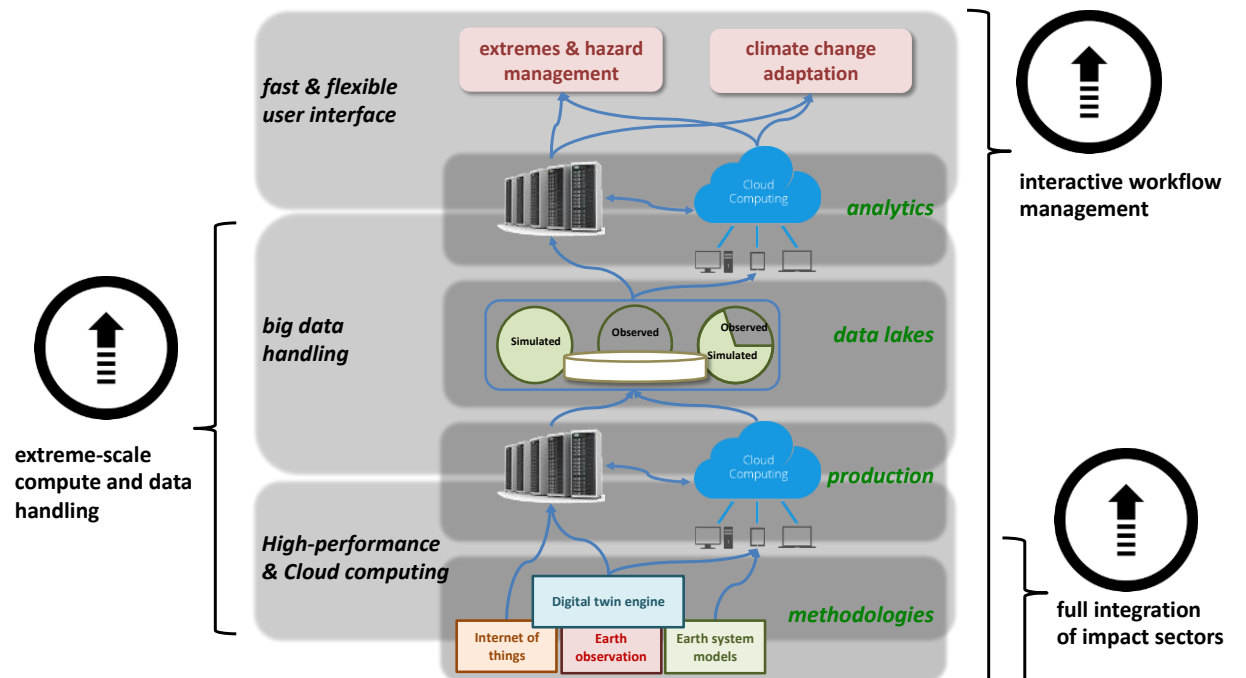 extremes & hazard
management
climate change
adaptation
fast & flexible
user interface
interactive workflow
management
Cloud
Computing
analytics
big data
handling
Simulated
Observed
Observed
Simulated
data lakes
extreme-scale
compute and data
handling
Cloud
Computing
production
High-performance
& Cloud computing
Digital twin engine
methodologies
Internet of
things
Earth
observation
Earth system
models
full integration
of impact sectors